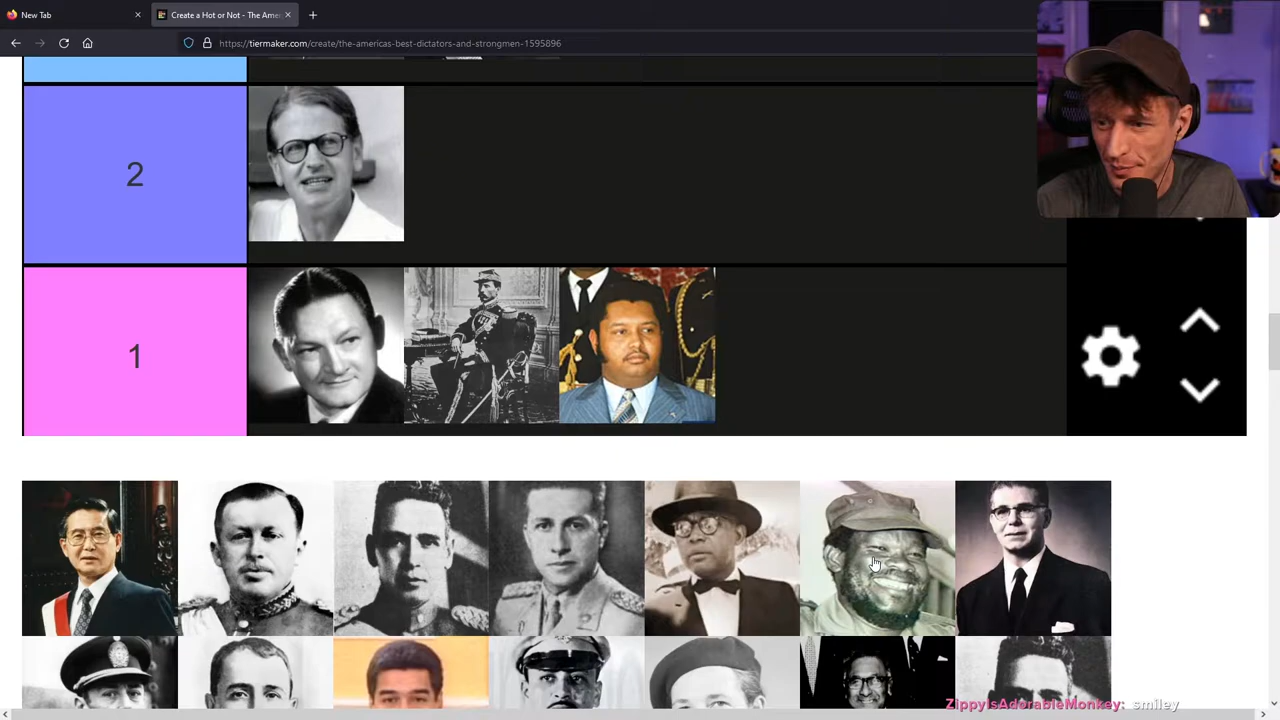 New Tab
Create a Hot or Not - The Ame
https://tiermaker.com/create/the-americas-best-dictators-and-strongmen-1595896
2
1
ZippyIsAdorableMonkey: smiley